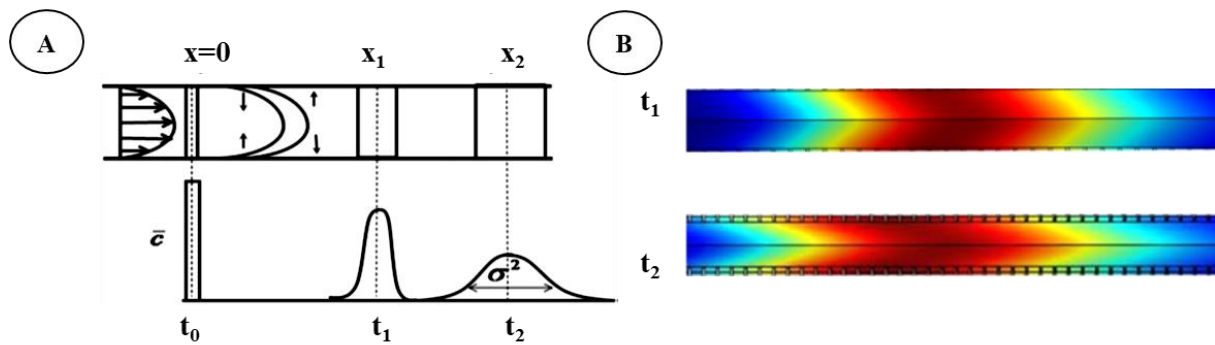 A
x=0
x₁
x₂
c̄
σ²
t₀
t₁
t₂
B
t₁
t₂